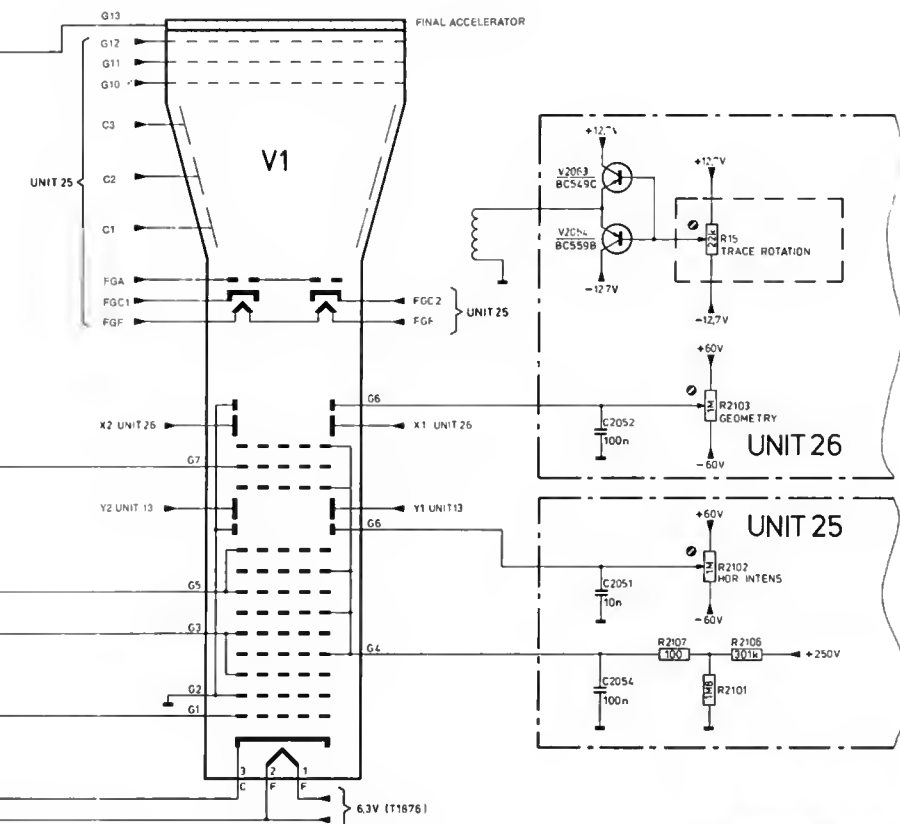 G13
FINAL ACCELERATOR
G12
G11
G10
C3
V1
UNIT 25
C2
C1
FGA
FGC1
FGC2
UNIT 25
FGF
FGF
+12,7V
V2063
BC549C
+12,7V
V2054
BC559B
22k
R15
TRACE ROTATION
-12,7V
-12,7V
+60V
G6
X2 UNIT 26
X1 UNIT 26
C2052
100n
1M
R2103
GEOMETRY
UNIT 26
-60V
G7
Y2 UNIT 13
Y1 UNIT 13
G6
+60V
UNIT 25
1M
R2102
HOR INTENS
C2051
10n
-60V
G5
G3
G4
R2107
100
R2106
301k
+250V
C2054
100n
1M8
R2101
G2
G1
3 2 1
C F F
6,3V (T1876)